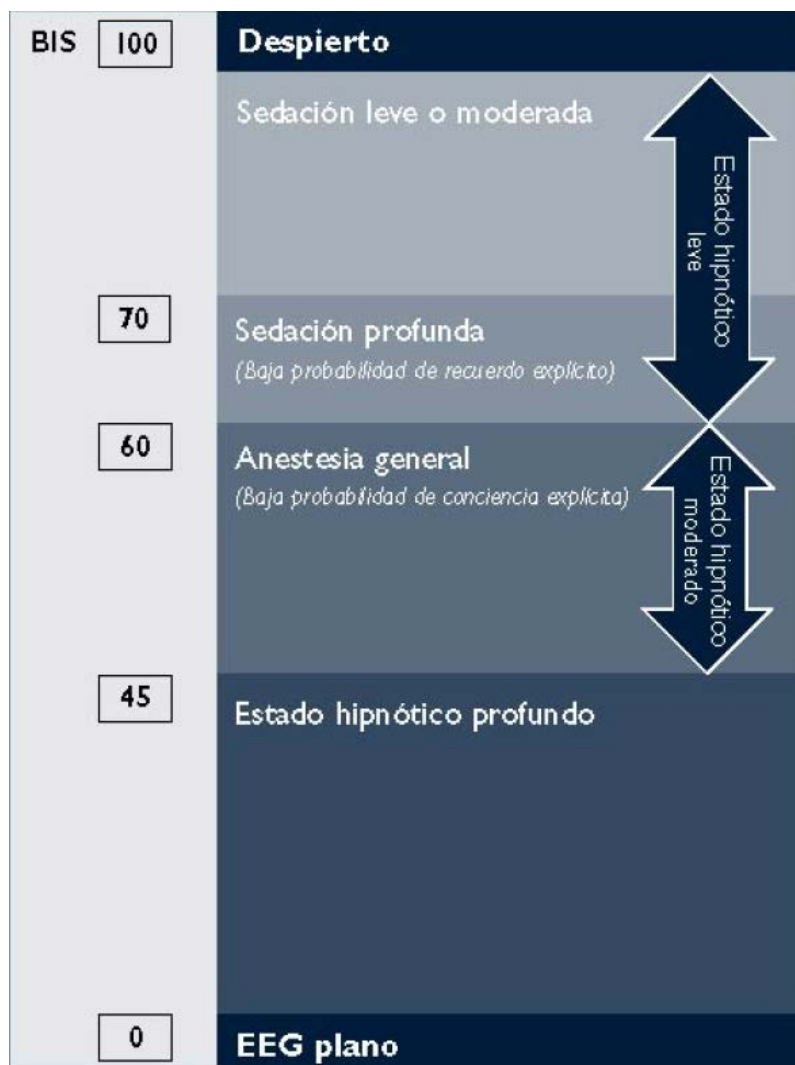 BIS 100 Despierto
Sedación leve o moderada
Estado hipnótico
leve
70
Sedación profunda
(Baja probabilidad de recuerdo explícito)
60
Anestesia general
(Baja probabilidad de conciencia explícita)
Estado hipnótico
moderado
45
Estado hipnótico profundo
0
EEG plano